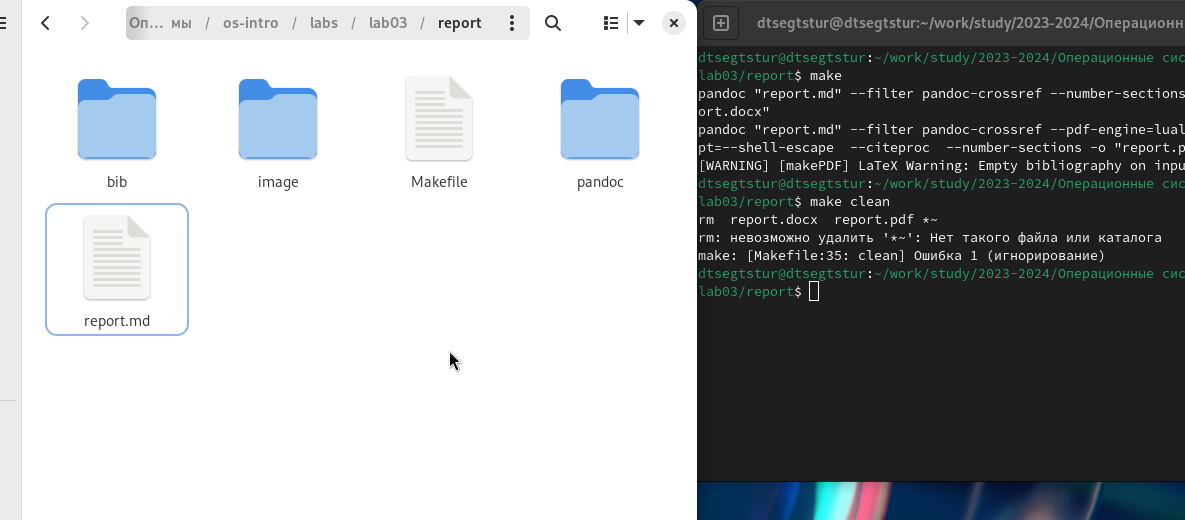 Оп… мы / os-intro / labs / lab03 / report
bib
image
Makefile
pandoc
report.md
dtsegtstur@dtsegtstur:~/work/study/2023-2024/Операционн
dtsegtstur@dtsegtstur:~/work/study/2023-2024/Операционные сис
lab03/report$ make
pandoc "report.md" --filter pandoc-crossref --number-sections
ort.docx"
pandoc "report.md" --filter pandoc-crossref --pdf-engine=lual
pt=--shell-escape  --citeproc  --number-sections -o "report.p
[WARNING] [makePDF] LaTeX Warning: Empty bibliography on inpu
dtsegtstur@dtsegtstur:~/work/study/2023-2024/Операционные сис
lab03/report$ make clean
rm  report.docx  report.pdf *~
rm: невозможно удалить '*~': Нет такого файла или каталога
make: [Makefile:35: clean] Ошибка 1 (игнорирование)
dtsegtstur@dtsegtstur:~/work/study/2023-2024/Операционные сис
lab03/report$